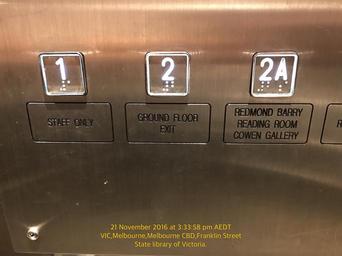 1
2
2A
STAFF ONLY
GROUND FLOOR
EXIT
REDMOND BARRY
READING ROOM
COWEN GALLERY
R
21 November 2016 at 3:33:58 pm AEDT
VIC,Melbourne,Melbourne CBD,Franklin Street
State library of Victoria.